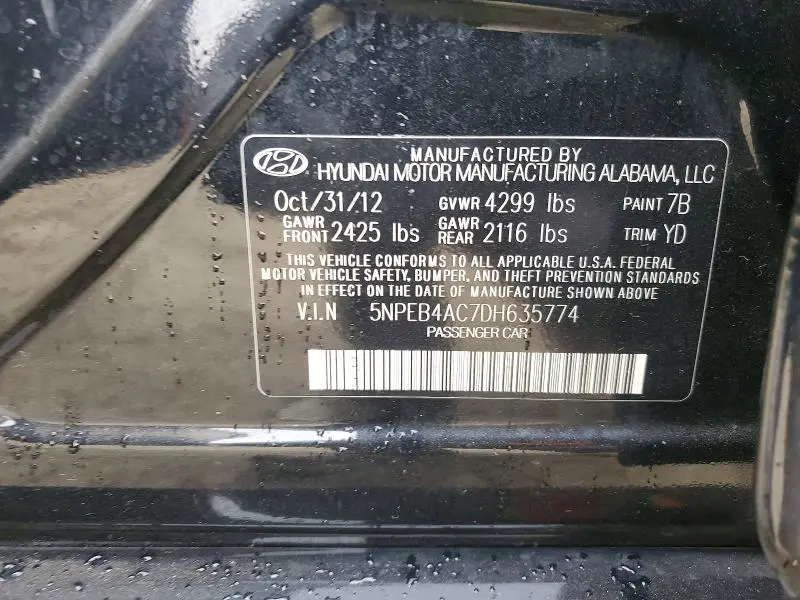 MANUFACTURED BY
HYUNDAI MOTOR MANUFACTURING ALABAMA, LLC
Oct/31/12 GVWR 4299 lbs PAINT 7B
GAWR FRONT 2425 lbs GAWR REAR 2116 lbs TRIM YD
THIS VEHICLE CONFORMS TO ALL APPLICABLE U.S.A. FEDERAL
MOTOR VEHICLE SAFETY, BUMPER, AND THEFT PREVENTION STANDARDS
IN EFFECT ON THE DATE OF MANUFACTURE SHOWN ABOVE
V.I.N 5NPEB4AC7DH635774
PASSENGER CAR